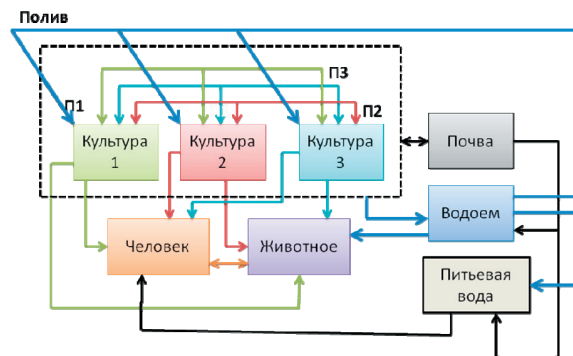 Полив
П3
П1
П2
Культура
1
Культура
2
Культура
3
Почва
Водоем
Человек
Животное
Питьевая
вода